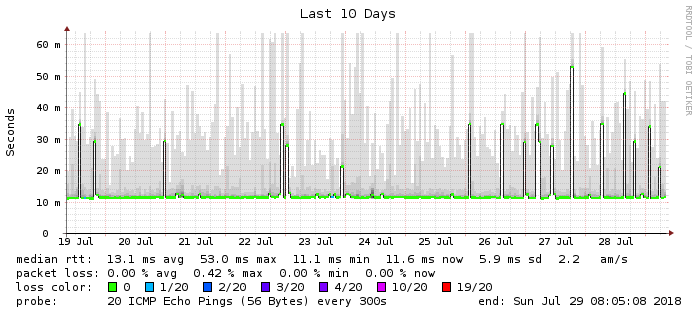 Last 10 Days
RRDTOOL / TOBI OETIKER
Seconds
60 m
50 m
40 m
30 m
20 m
10 m
0
19 Jul 20 Jul 21 Jul 22 Jul 23 Jul 24 Jul 25 Jul 26 Jul 27 Jul 28 Jul
median rtt: 13.1 ms avg 53.0 ms max 11.1 ms min 11.6 ms now 5.9 ms sd 2.2 am/s
packet loss: 0.00 % avg 0.42 % max 0.00 % min 0.00 % now
loss color: 0 1/20 2/20 3/20 4/20 10/20 19/20
probe: 20 ICMP Echo Pings (56 Bytes) every 300s end: Sun Jul 29 08:05:08 2018